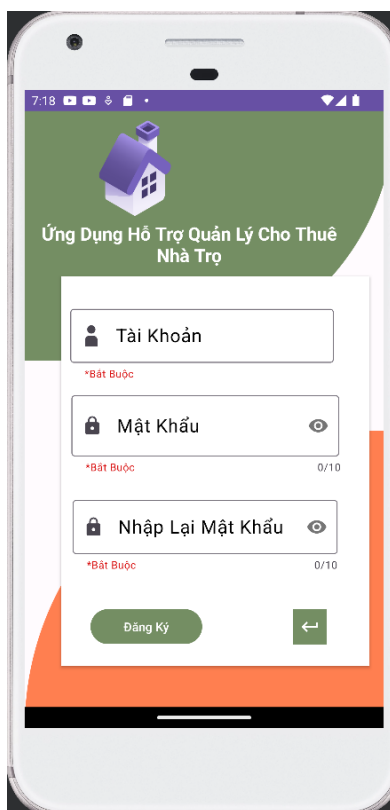 7:18
Ứng Dụng Hỗ Trợ Quản Lý Cho Thuê
Nhà Trọ
Tài Khoản
*Bắt Buộc
Mật Khẩu
*Bắt Buộc 0/10
Nhập Lại Mật Khẩu
*Bắt Buộc 0/10
Đăng Ký